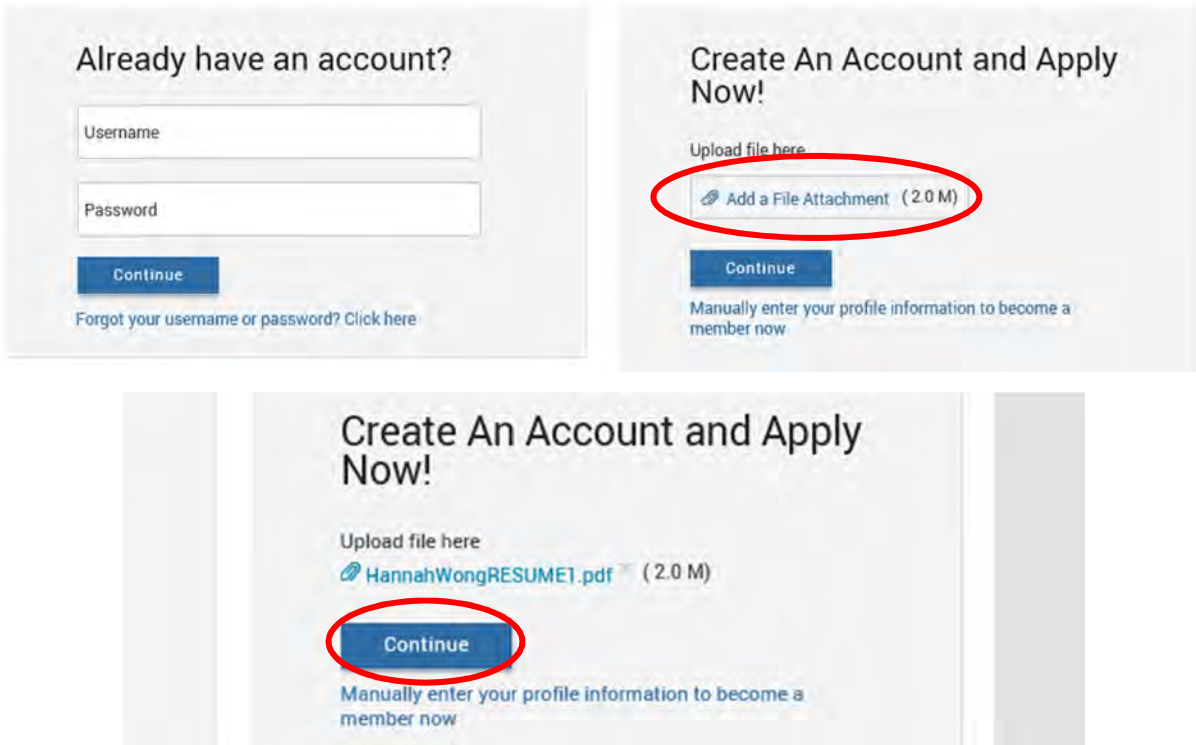 Already have an account?
Username
Password
Continue
Forgot your username or password? Click here
Create An Account and Apply
Now!
Upload file here
Add a File Attachment (2.0 M)
Continue
Manually enter your profile information to become a
member now
Create An Account and Apply
Now!
Upload file here
HannahWongRESUME1.pdf (2.0 M)
Continue
Manually enter your profile information to become a
member now